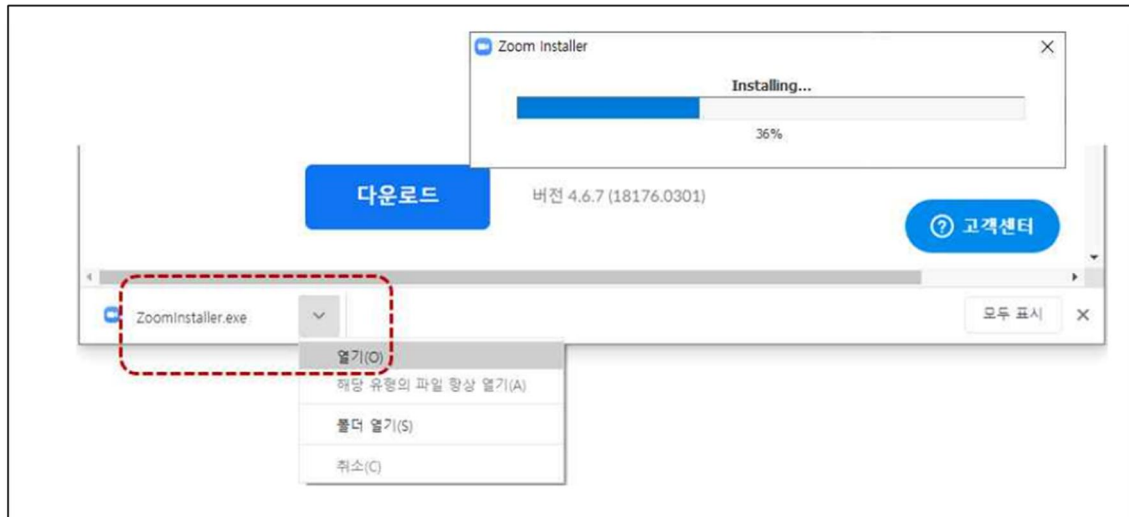 Zoom Installer
Installing...
36%
다운로드
버전 4.6.7 (18176.0301)
고객센터
ZoomInstaller.exe
모두 표시
열기(O)
해당 유형의 파일 항상 열기(A)
폴더 열기(S)
취소(C)